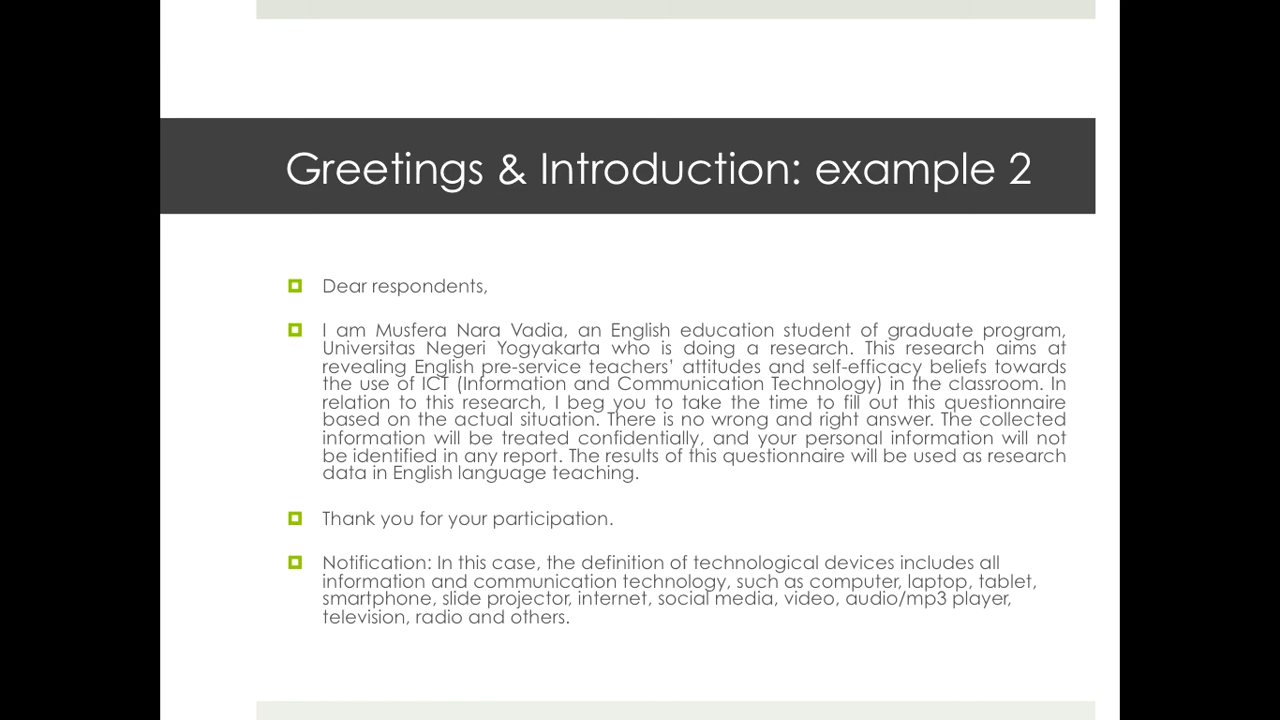 Greetings & Introduction: example 2
Dear respondents,
I am Musfera Nara Vadia, an English education student of graduate program,
Universitas Negeri Yogyakarta who is doing a research. This research aims at
revealing English pre-service teachers' attitudes and self-efficacy beliefs towards
the use of ICT (Information and Communication Technology) in the classroom. In
relation to this research, I beg you to take the time to fill out this questionnaire
based on the actual situation. There is no wrong and right answer. The collected
information will be treated confidentially, and your personal information will not
be identified in any report. The results of this questionnaire will be used as research
data in English language teaching.
Thank you for your participation.
Notification: In this case, the definition of technological devices includes all
information and communication technology, such as computer, laptop, tablet,
smartphone, slide projector, internet, social media, video, audio/mp3 player,
television, radio and others.